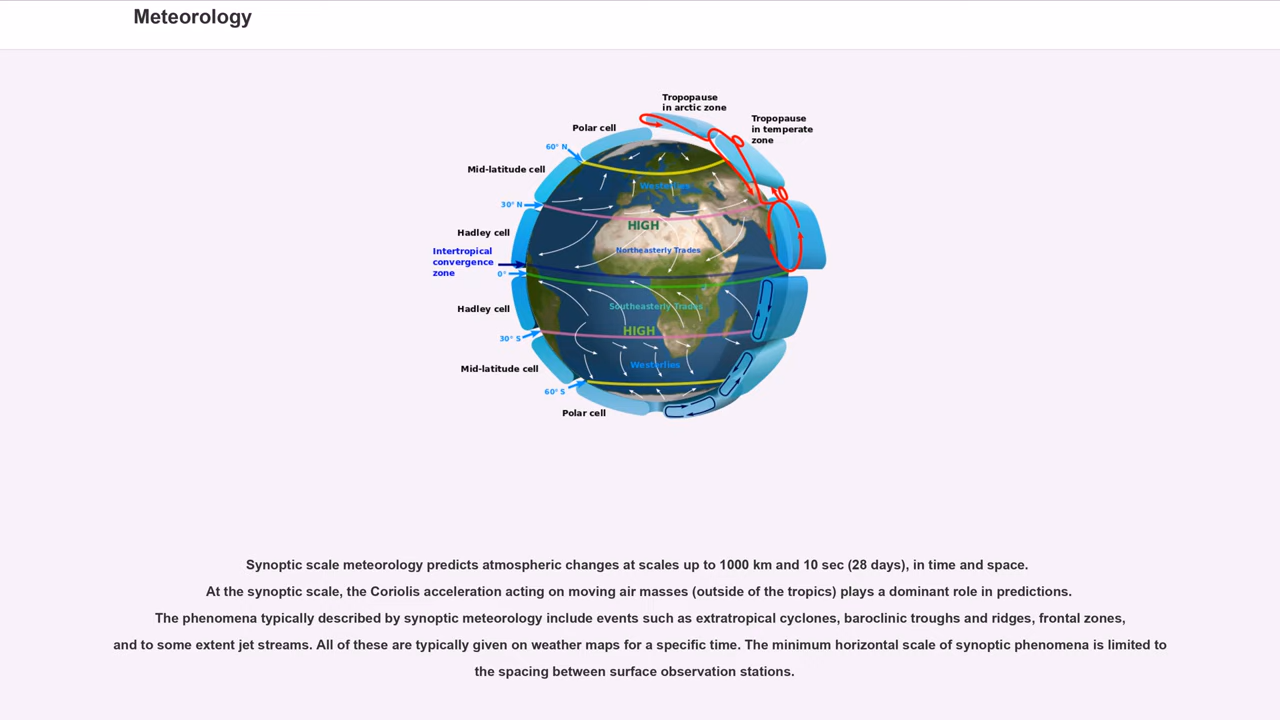 Meteorology
Tropopause
in arctic zone
Tropopause
in temperate
zone
Polar cell
60° N
Mid-latitude cell
Westerlies
30° N
HIGH
Hadley cell
Northeasterly Trades
Intertropical
convergence
zone
0°
Hadley cell
Southeasterly Trades
HIGH
30° S
Mid-latitude cell
Westerlies
60° S
Polar cell
Synoptic scale meteorology predicts atmospheric changes at scales up to 1000 km and 10 sec (28 days), in time and space.
At the synoptic scale, the Coriolis acceleration acting on moving air masses (outside of the tropics) plays a dominant role in predictions.
The phenomena typically described by synoptic meteorology include events such as extratropical cyclones, baroclinic troughs and ridges, frontal zones,
and to some extent jet streams. All of these are typically given on weather maps for a specific time. The minimum horizontal scale of synoptic phenomena is limited to
the spacing between surface observation stations.